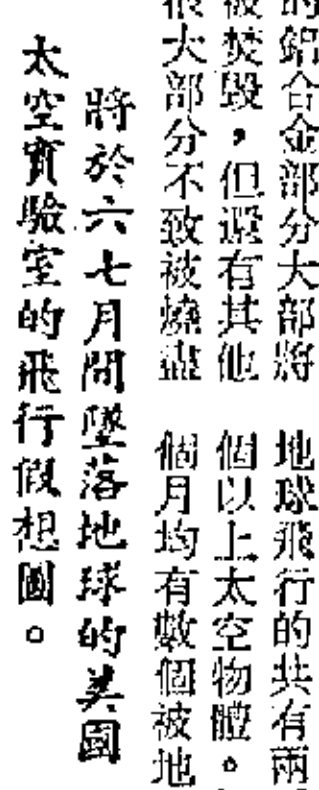 的鋁合金部分大部將
被焚毀，但還有其他
很大部分不致被燒盡
地球飛行的共有兩
個以上太空物體。
個月均有數個被地
將於六七月間墜落地球的美國
太空實驗室的飛行假想圖。